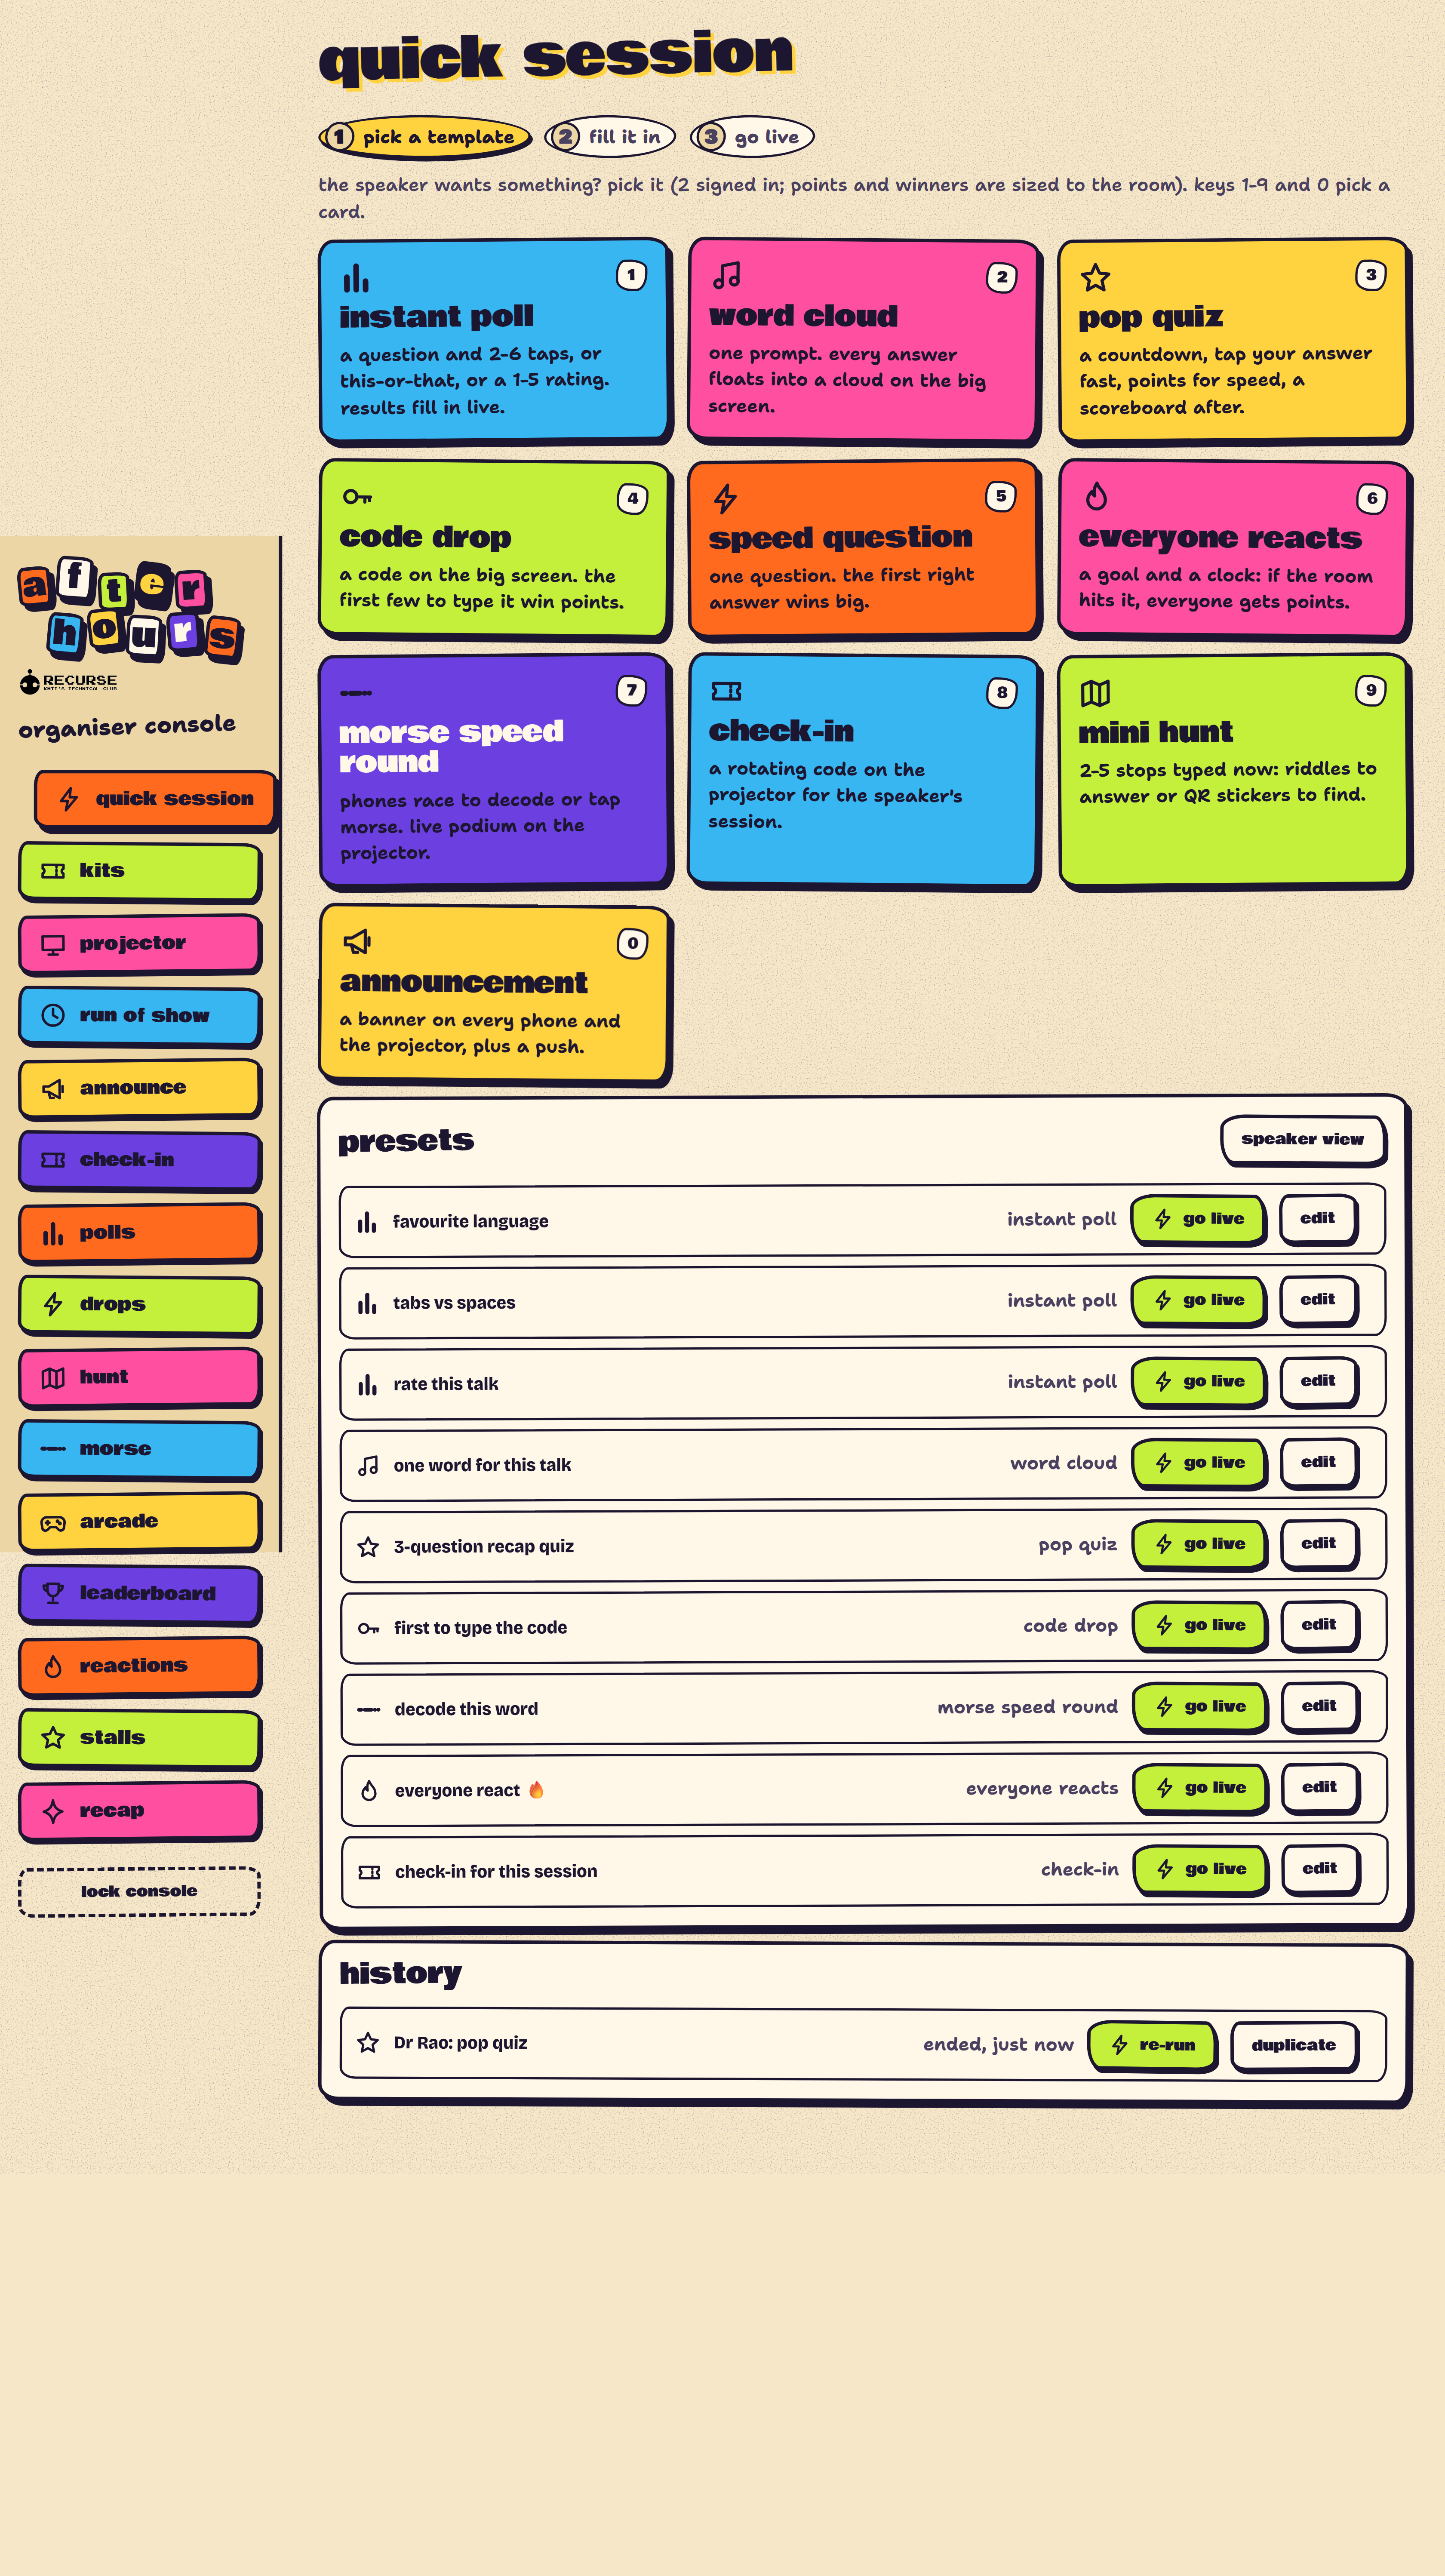 quick session
1 pick a template
2 fill it in
3 go live
the speaker wants something? pick it (2 signed in; points and winners are sized to the room). keys 1-9 and 0 pick a
card.
1
instant poll
a question and 2-6 taps, or
this-or-that, or a 1-5 rating.
results fill in live.
2
word cloud
one prompt. every answer
floats into a cloud on the big
screen.
3
pop quiz
a countdown, tap your answer
fast, points for speed, a
scoreboard after.
4
code drop
a code on the big screen. the
first few to type it win points.
5
speed question
one question. the first right
answer wins big.
6
everyone reacts
a goal and a clock: if the room
hits it, everyone gets points.
7
morse speed
round
phones race to decode or tap
morse. live podium on the
projector.
8
check-in
a rotating code on the
projector for the speaker's
session.
9
mini hunt
2-5 stops typed now: riddles to
answer or QR stickers to find.
0
announcement
a banner on every phone and
the projector, plus a push.
after
hours
RECURSE
KMIT'S TECHNICAL CLUB
organiser console
quick session
kits
projector
run of show
announce
check-in
polls
drops
hunt
morse
arcade
leaderboard
reactions
stalls
recap
lock console
presets
speaker view
favourite language instant poll go live edit
tabs vs spaces instant poll go live edit
rate this talk instant poll go live edit
one word for this talk word cloud go live edit
3-question recap quiz pop quiz go live edit
first to type the code code drop go live edit
decode this word morse speed round go live edit
everyone react 🔥 everyone reacts go live edit
check-in for this session check-in go live edit
history
Dr Rao: pop quiz ended, just now re-run duplicate